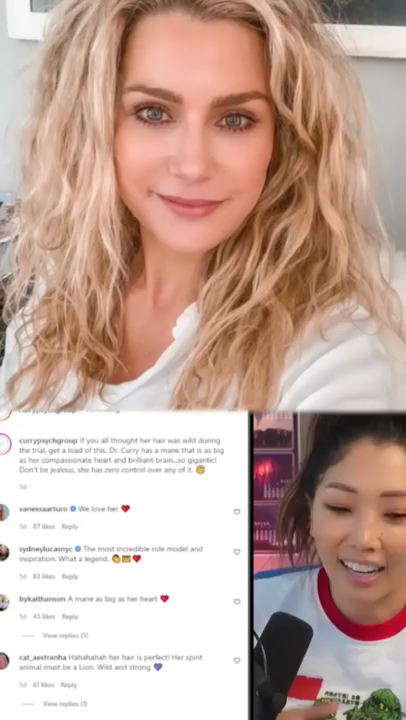 currypsychgroup If you all thought her hair was wild during
the trial, get a load of this. Dr. Curry has a mane that is as big
as her compassionate heart and brilliant brain...so gigantic!
Don't be jealous, she has zero control over any of it. 🤭
5d
vanessaarturo We love her ❤️
5d 87 likes Reply
sydneylucasnyc The most incredible role model and
inspiration. What a legend. 👏🙌❤️
5d 83 likes Reply
bykaithanson A mane as big as her heart ❤️
5d 45 likes Reply
View replies (5)
cat_aestranha Hahahahah her hair is perfect! Her spirit
animal must be a Lion. Wild and strong 💜
5d 61 likes Reply
View replies (1)